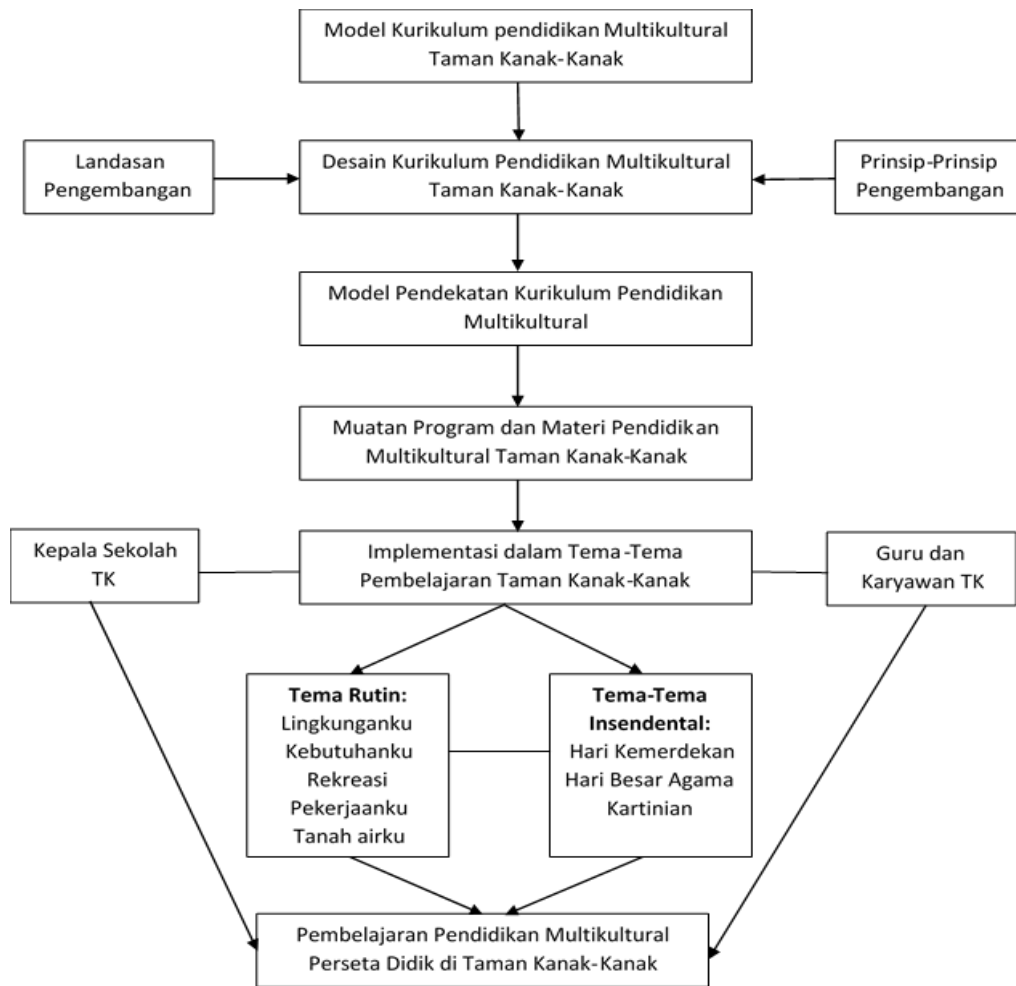 Model Kurikulum pendidikan Multikultural
Taman Kanak-Kanak
Landasan
Pengembangan
Desain Kurikulum Pendidikan Multikultural
Taman Kanak-Kanak
Prinsip-Prinsip
Pengembangan
Model Pendekatan Kurikulum Pendidikan
Multikultural
Muatan Program dan Materi Pendidikan
Multikultural Taman Kanak-Kanak
Kepala Sekolah
TK
Implementasi dalam Tema-Tema
Pembelajaran Taman Kanak-Kanak
Guru dan
Karyawan TK
Tema Rutin:
Lingkunganku
Kebutuhanku
Rekreasi
Pekerjaanku
Tanah airku
Tema-Tema
Insendental:
Hari Kemerdekan
Hari Besar Agama
Kartinian
Pembelajaran Pendidikan Multikultural
Perseta Didik di Taman Kanak-Kanak